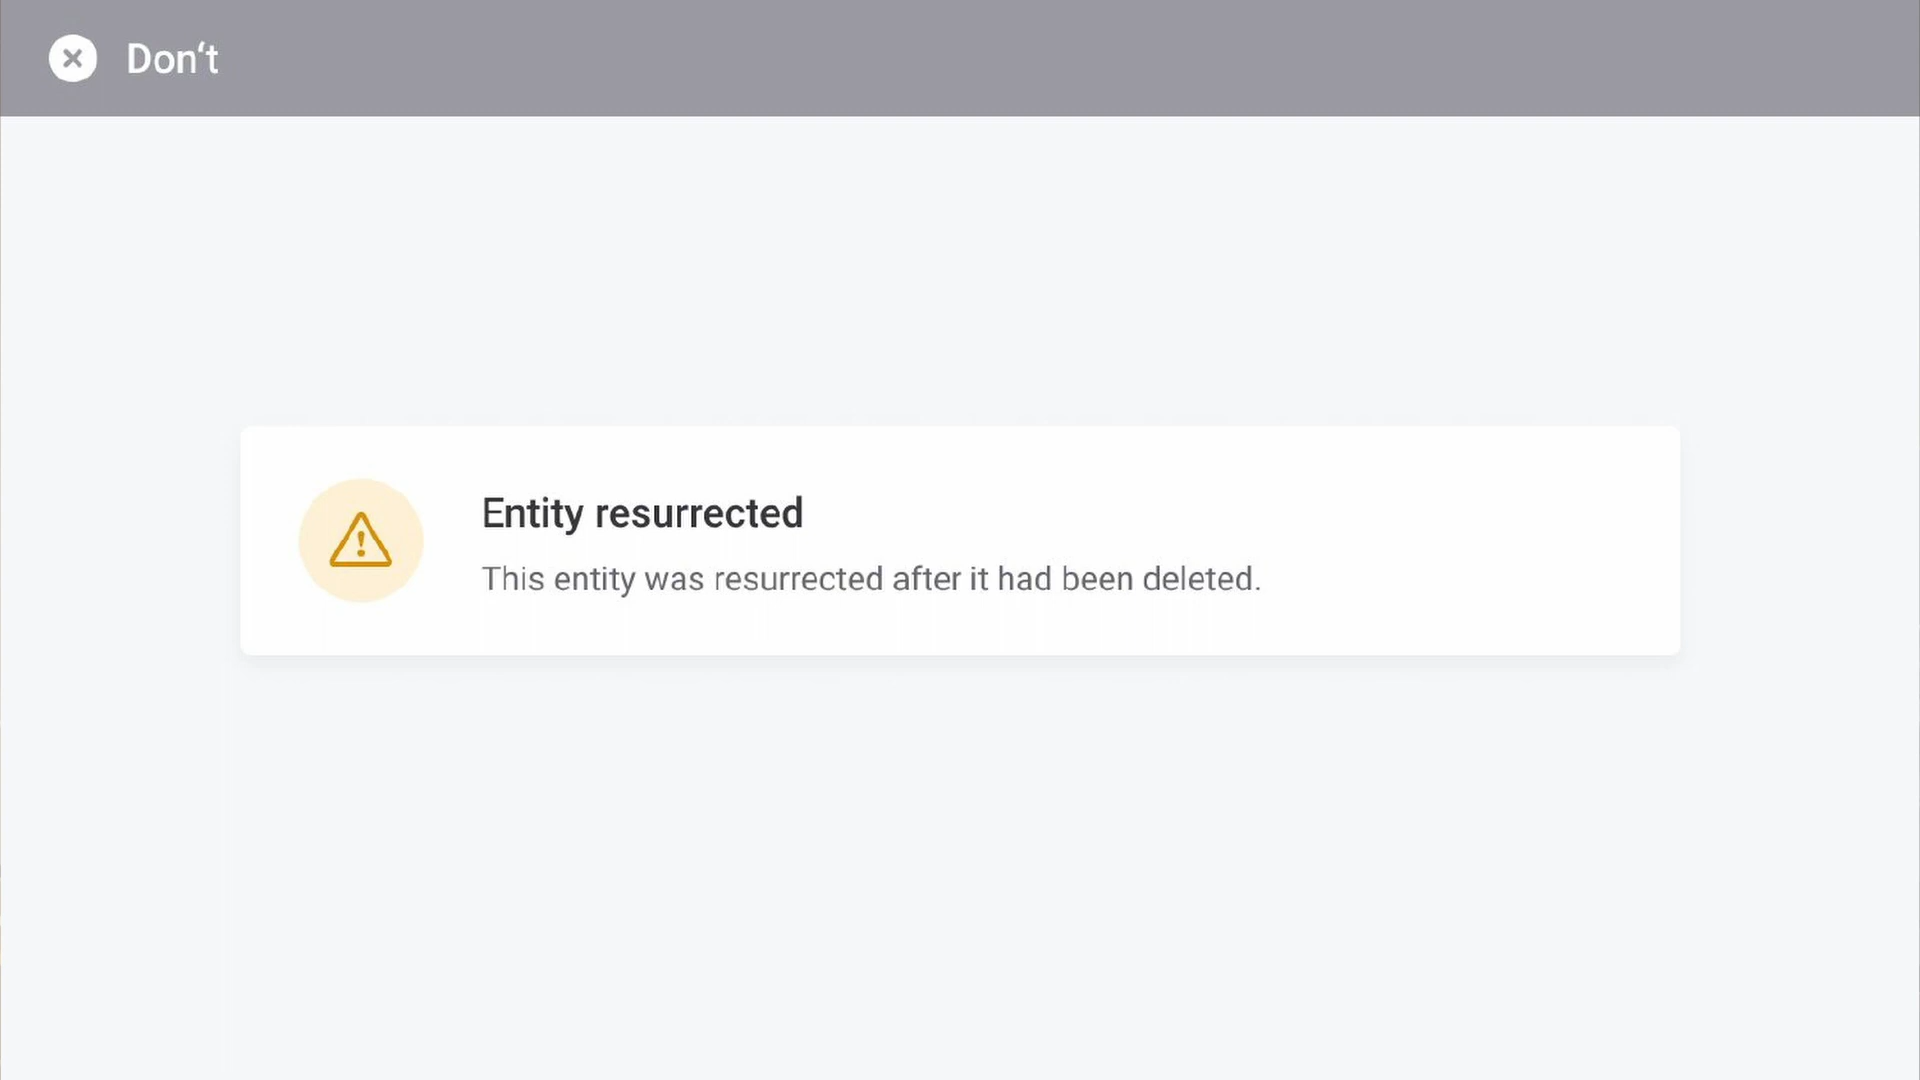 Don‘t
Entity resurrected
This entity was resurrected after it had been deleted.